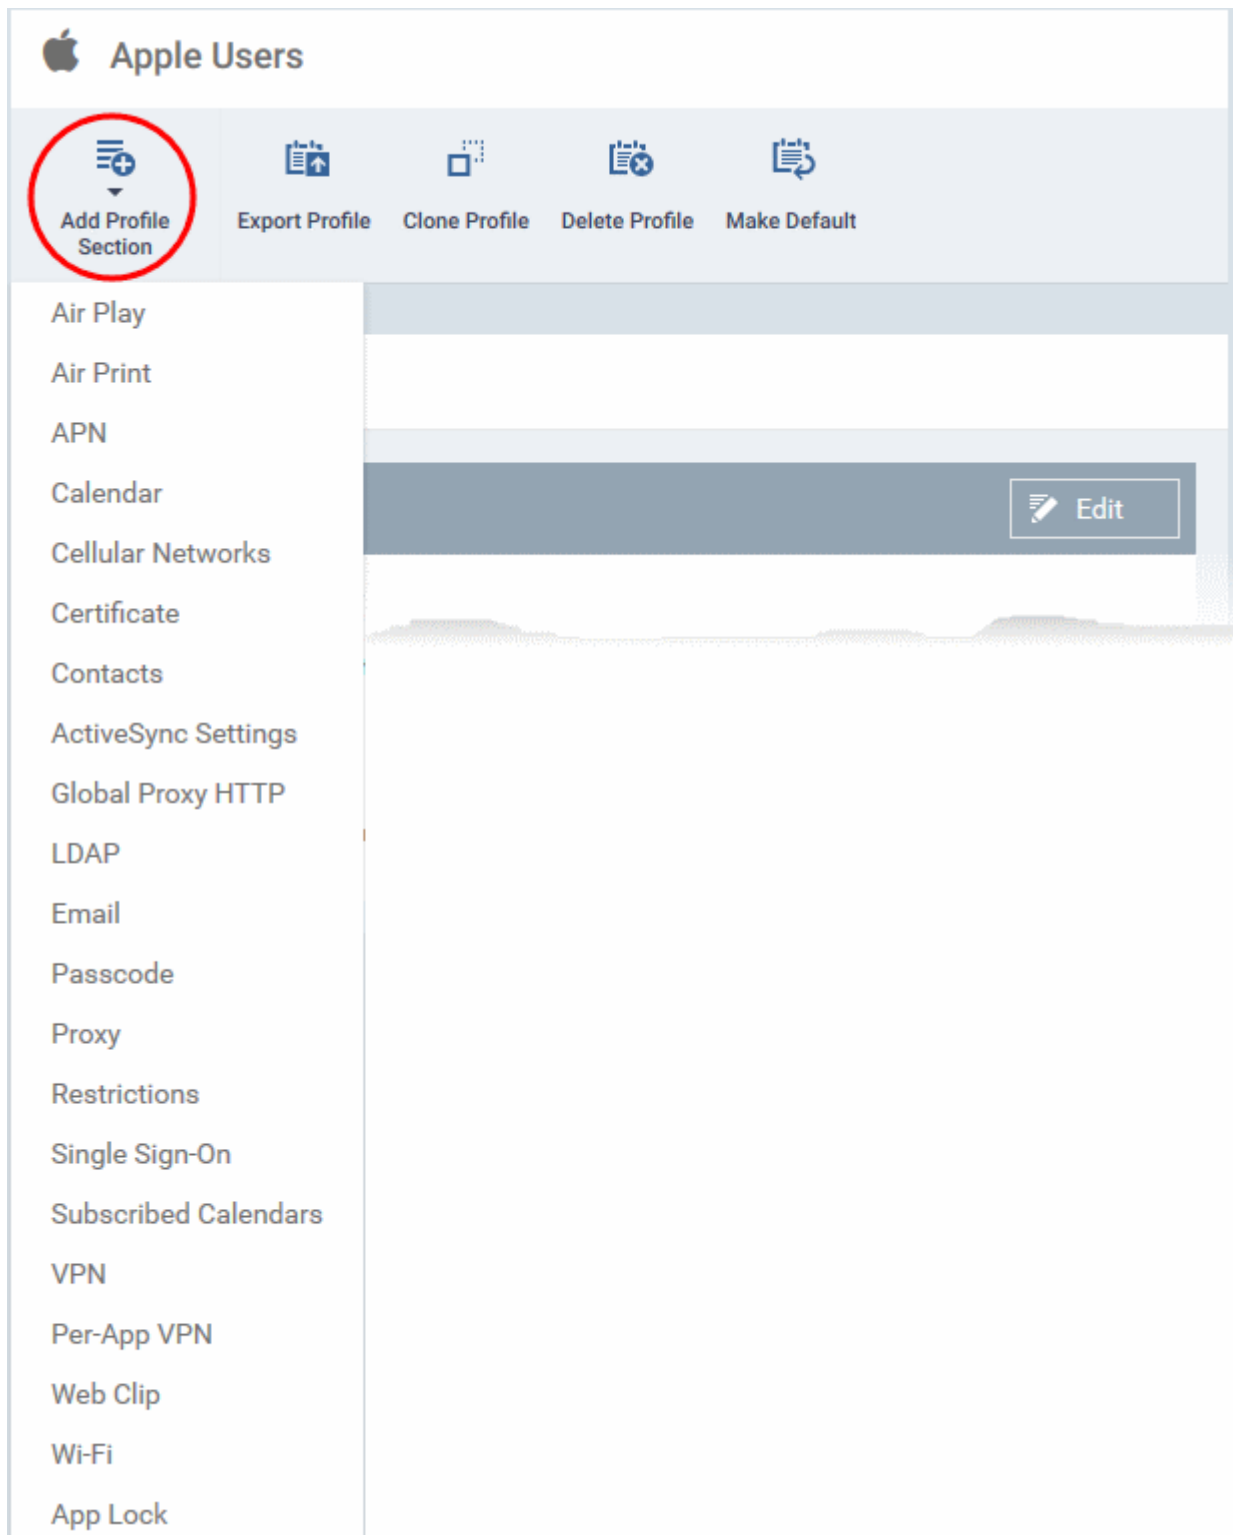 Apple Users
Add Profile
Section
Export Profile
Clone Profile
Delete Profile
Make Default
Air Play
Air Print
APN
Calendar
Edit
Cellular Networks
Certificate
Contacts
ActiveSync Settings
Global Proxy HTTP
LDAP
Email
Passcode
Proxy
Restrictions
Single Sign-On
Subscribed Calendars
VPN
Per-App VPN
Web Clip
Wi-Fi
App Lock